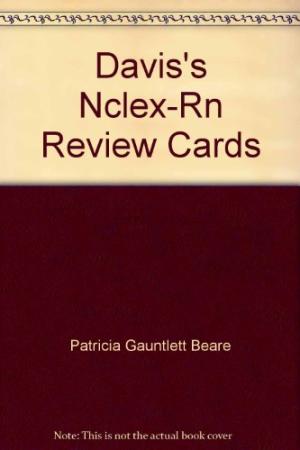 Davis's
Nclex-Rn
Review Cards
Patricia Gauntlett Beare
Note: This is not the actual book cover